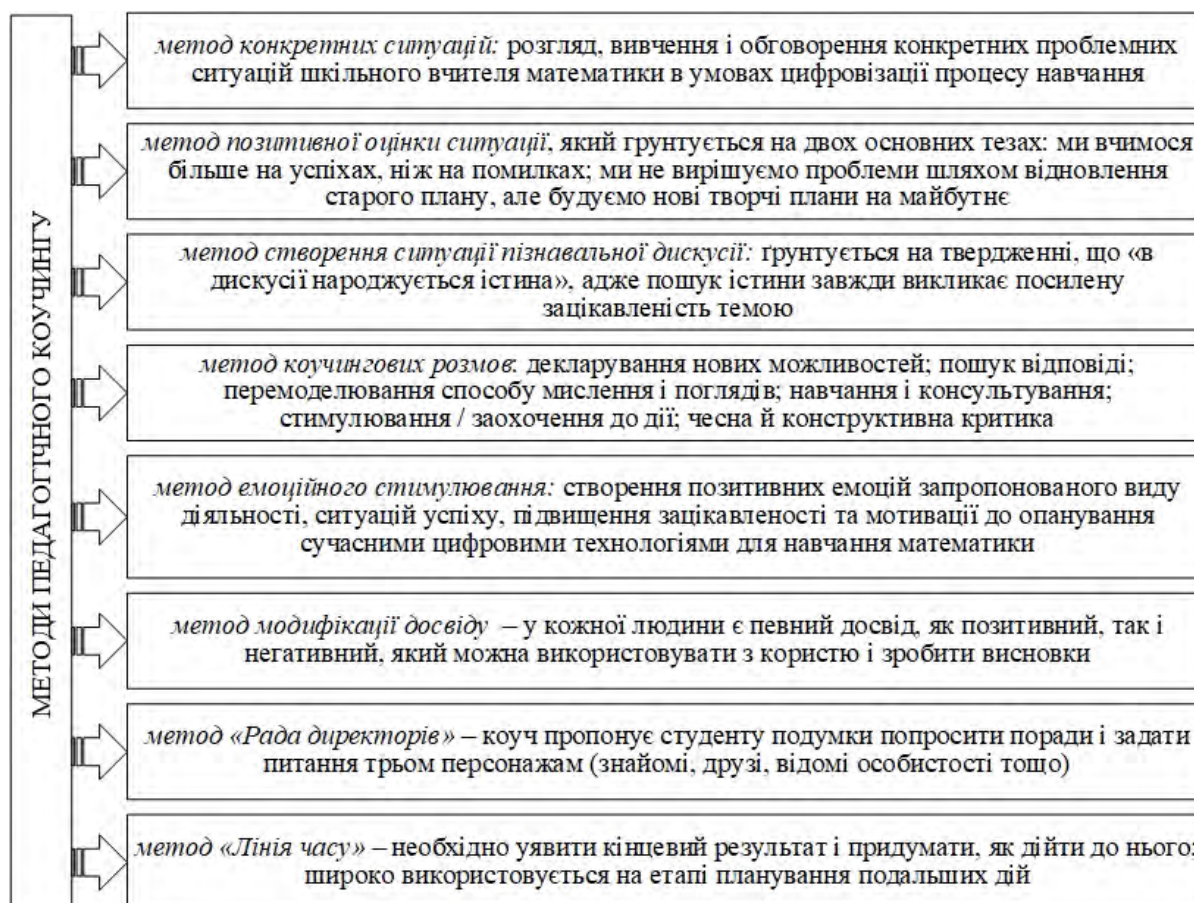 МЕТОДИ ПЕДАГОГІЧНОГО КОУЧИНГУ
метод конкретних ситуацій: розгляд, вивчення і обговорення конкретних проблемних
ситуацій шкільного вчителя математики в умовах цифровізації процесу навчання
метод позитивної оцінки ситуації, який ґрунтується на двох основних тезах: ми вчимося
більше на успіхах, ніж на помилках; ми не вирішуємо проблеми шляхом відновлення
старого плану, але будуємо нові творчі плани на майбутнє
метод створення ситуації пізнавальної дискусії: ґрунтується на твердженні, що «в
дискусії народжується істина», адже пошук істини завжди викликає посилену
зацікавленість темою
метод коучингових розмов: декларування нових можливостей; пошук відповіді;
перемоделювання способу мислення і поглядів; навчання і консультування;
стимулювання / заохочення до дії; чесна й конструктивна критика
метод емоційного стимулювання: створення позитивних емоцій запропонованого виду
діяльності, ситуацій успіху, підвищення зацікавленості та мотивації до опанування
сучасними цифровими технологіями для навчання математики
метод модифікації досвіду – у кожної людини є певний досвід, як позитивний, так і
негативний, який можна використовувати з користю і зробити висновки
метод «Рада директорів» – коуч пропонує студенту подумки попросити поради і задати
питання трьом персонажам (знайомі, друзі, відомі особистості тощо)
метод «Лінія часу» – необхідно уявити кінцевий результат і придумати, як дійти до нього;
широко використовується на етапі планування подальших дій